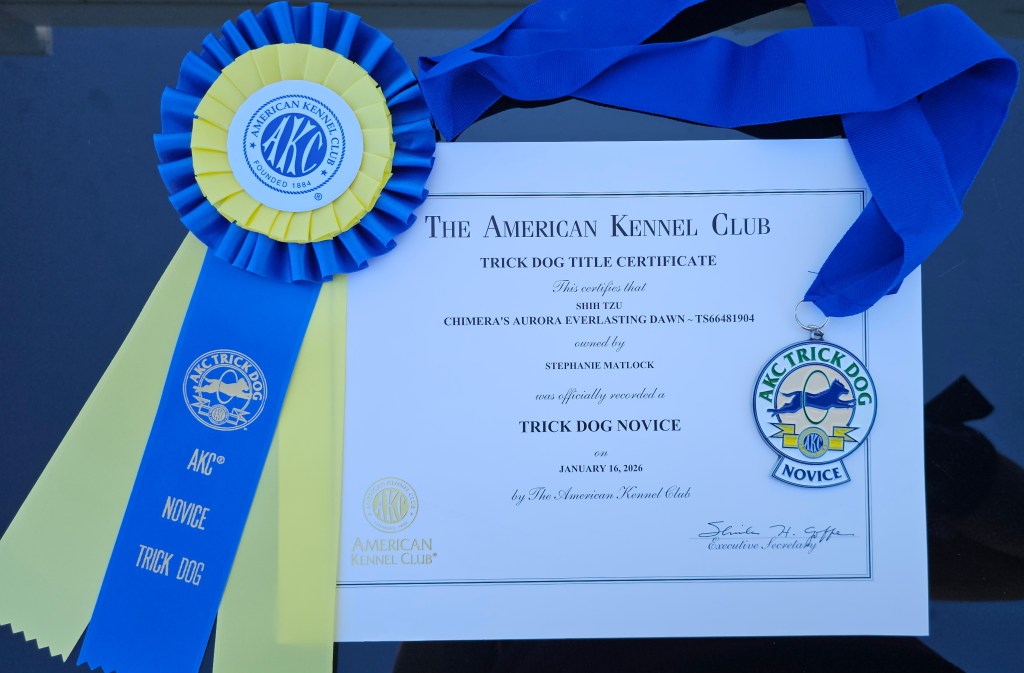 AMERICAN KENNEL CLUB
AKC
FOUNDED 1884
®
AKC TRICK DOG
AKC®
NOVICE
TRICK DOG
THE AMERICAN KENNEL CLUB
TRICK DOG TITLE CERTIFICATE
This certifies that
SHIH TZU
CHIMERA'S AURORA EVERLASTING DAWN ~ TS66481904
owned by
STEPHANIE MATLOCK
was officially recorded a
TRICK DOG NOVICE
on
JANUARY 16, 2026
by The American Kennel Club
Executive Secretary
AKC
AMERICAN
KENNEL CLUB®
AKC TRICK DOG
AKC
NOVICE